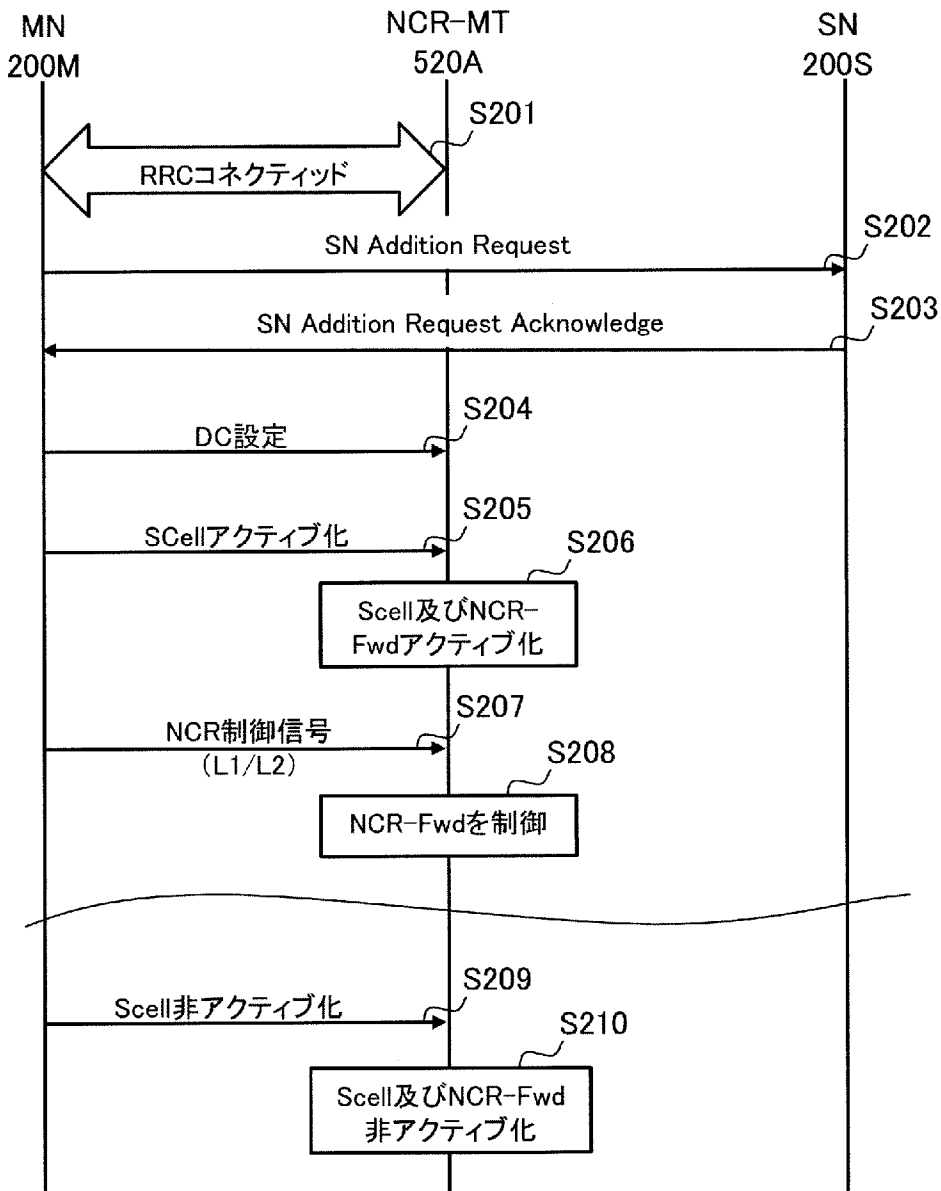 MN
200M
NCR-MT
520A
SN
200S
S201
RRCコネクティッド
SN Addition Request
S202
SN Addition Request Acknowledge
S203
DC設定
S204
SCellアクティブ化
S205
S206
Scell及びNCR-
Fwdアクティブ化
NCR制御信号
(L1/L2)
S207
S208
NCR-Fwdを制御
Scell非アクティブ化
S209
S210
Scell及びNCR-Fwd
非アクティブ化